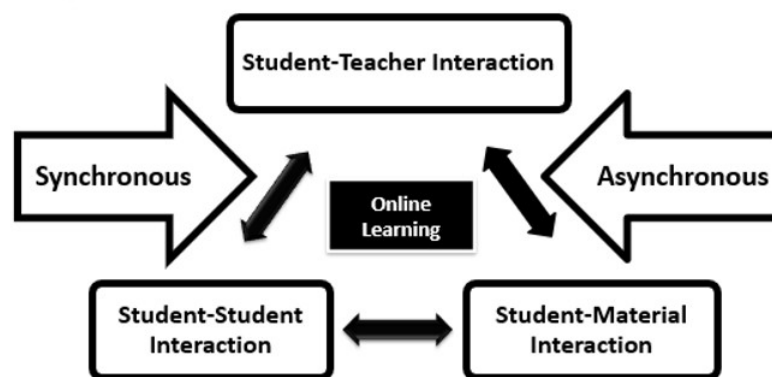 Student-Teacher Interaction
Synchronous
Asynchronous
Online
Learning
Student-Student
Interaction
Student-Material
Interaction